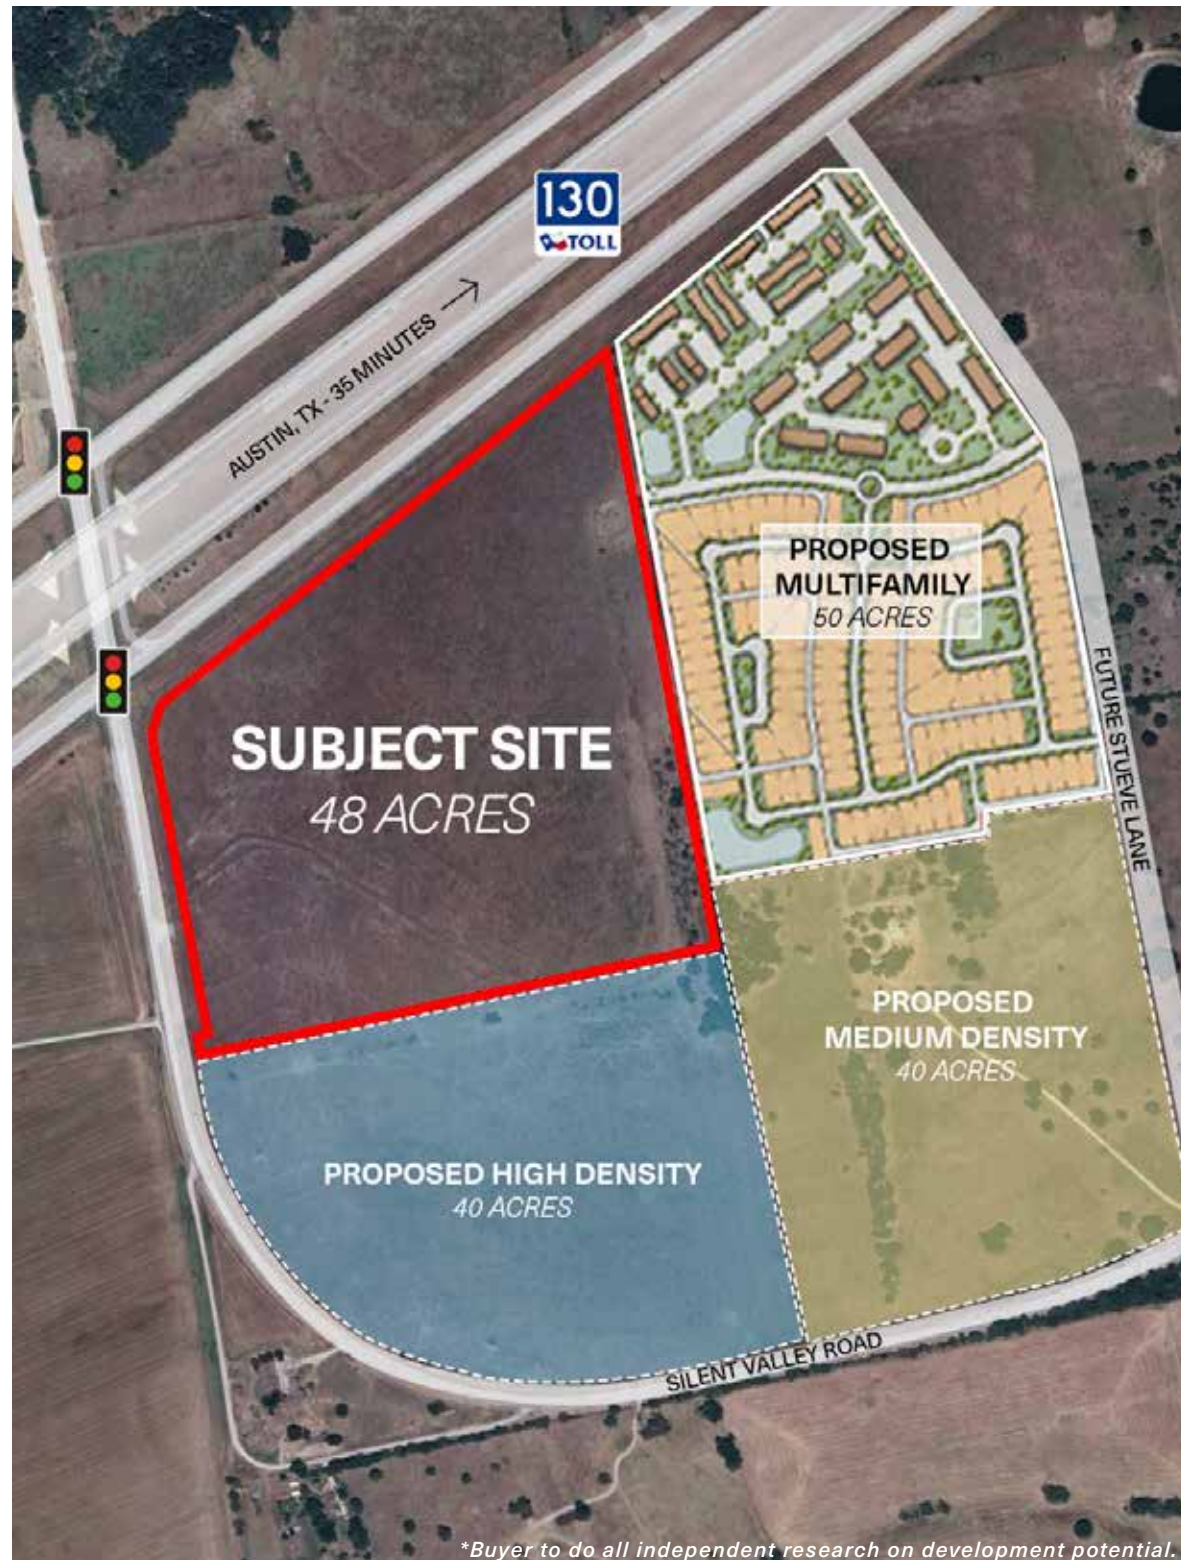 130
TOLL
AUSTIN, TX - 35 MINUTES
PROPOSED
MULTIFAMILY
50 ACRES
SUBJECT SITE
48 ACRES
FUTURE STUEVE LANE
PROPOSED
MEDIUM DENSITY
40 ACRES
PROPOSED HIGH DENSITY
40 ACRES
SILENT VALLEY ROAD
*Buyer to do all independent research on development potential.